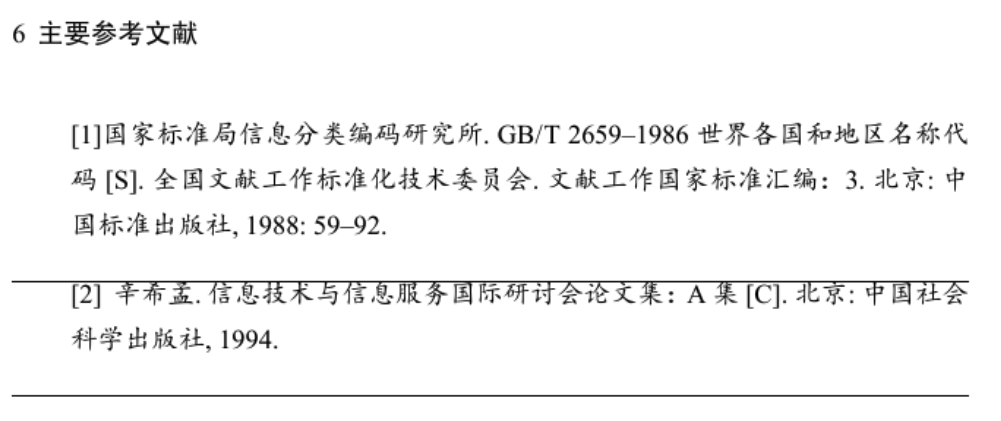 6 主要参考文献
[1]国家标准局信息分类编码研究所. GB/T 2659–1986 世界各国和地区名称代
码 [S]. 全国文献工作标准化技术委员会. 文献工作国家标准汇编：3. 北京: 中
国标准出版社, 1988: 59–92.
[2] 辛希孟. 信息技术与信息服务国际研讨会论文集：A 集 [C]. 北京: 中国社会
科学出版社, 1994.